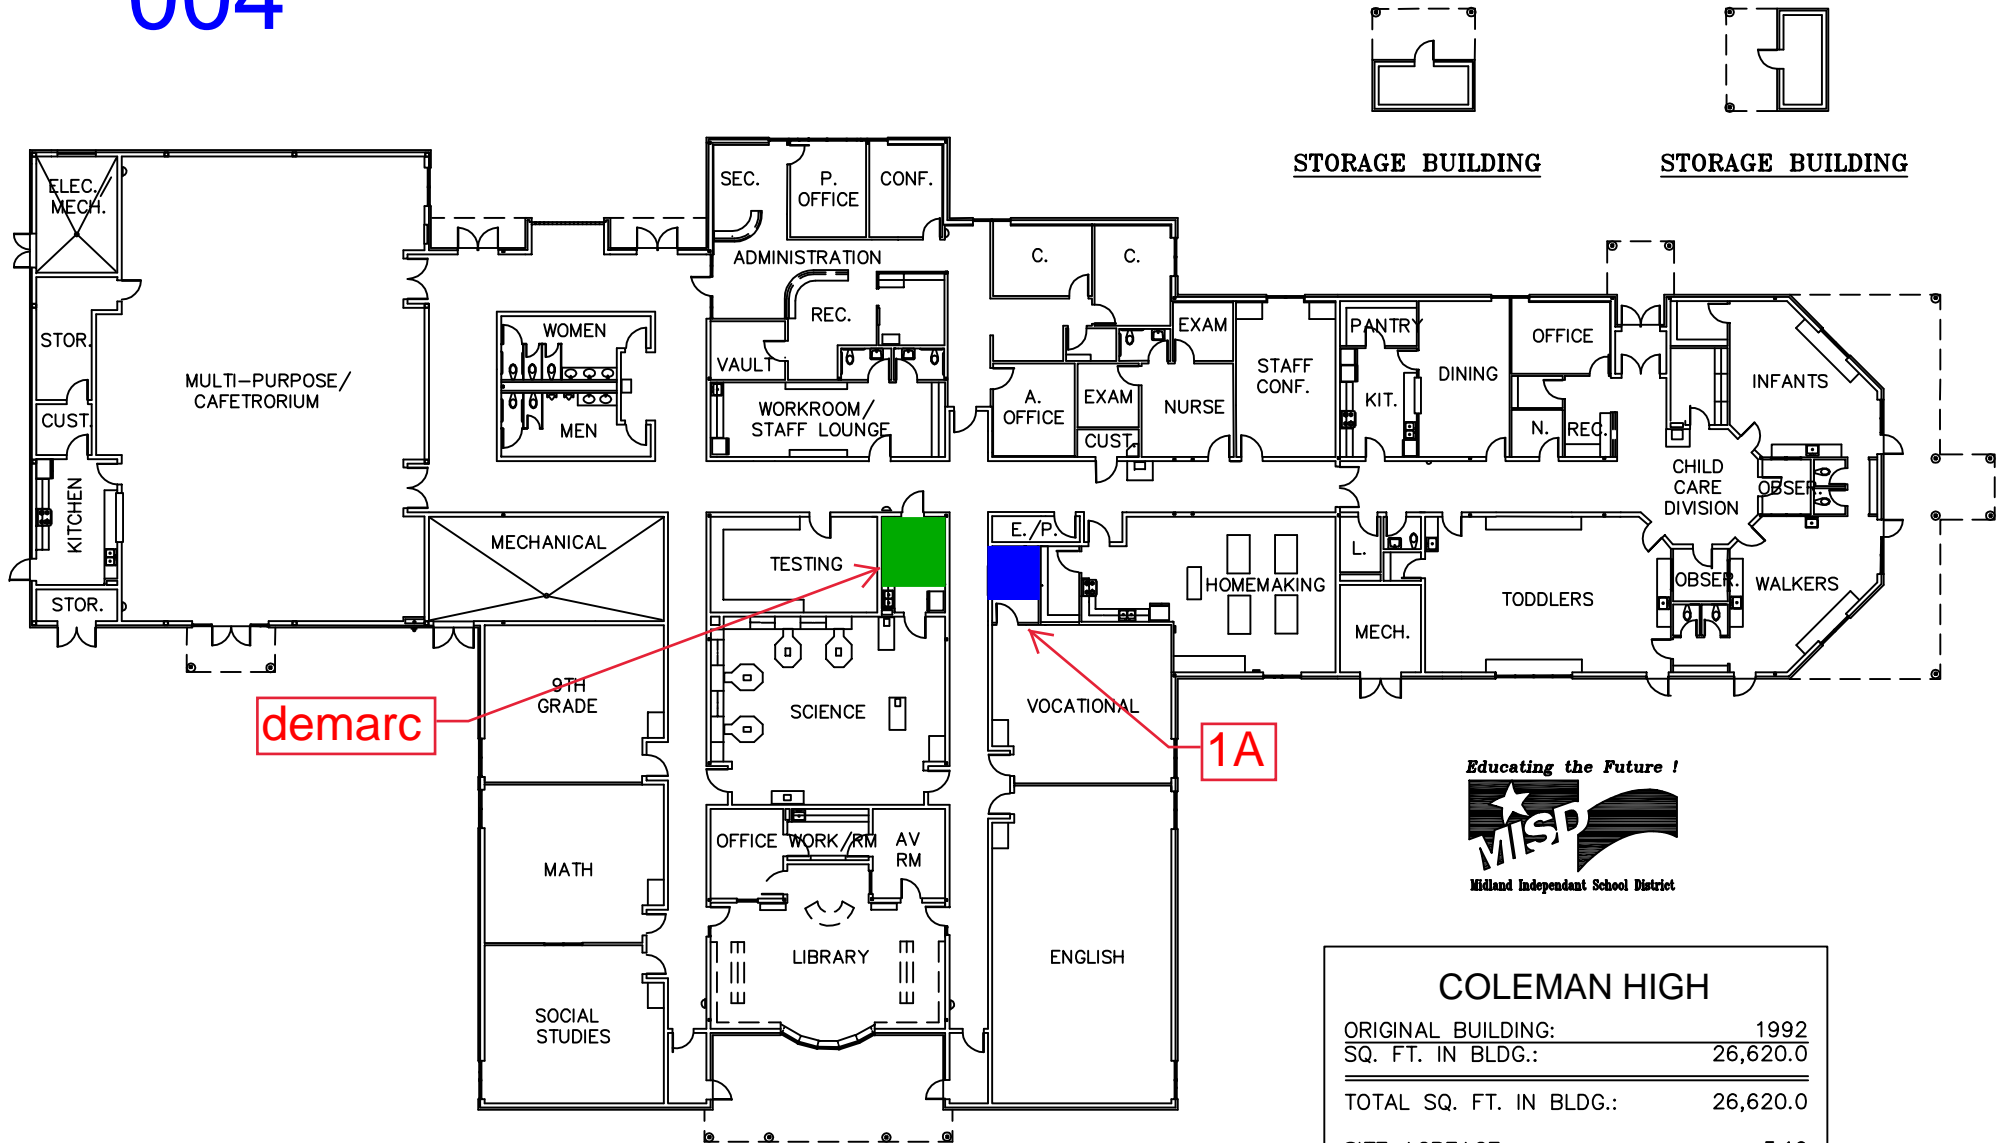 004
STORAGE BUILDING
STORAGE BUILDING
ELEC./
MECH.
SEC.
P.
OFFICE
CONF.
ADMINISTRATION
C.
C.
STOR.
WOMEN
REC.
EXAM
PANTRY
OFFICE
MULTI-PURPOSE/
CAFETRORIUM
VAULT
STAFF
CONF.
DINING
INFANTS
CUST.
MEN
WORKROOM/
STAFF LOUNGE
A.
OFFICE
EXAM
NURSE
KIT.
N.
REC.
CUST.
KITCHEN
CHILD
CARE
DIVISION
OBSER.
MECHANICAL
TESTING
E./P.
L.
HOMEMAKING
OBSER.
WALKERS
STOR.
TODDLERS
MECH.
9TH
GRADE
SCIENCE
VOCATIONAL
demarc
1A
Educating the Future !
MISD
Midland Independant School District
MATH
OFFICE
WORK/RM
AV
RM
LIBRARY
ENGLISH
SOCIAL
STUDIES
COLEMAN HIGH
ORIGINAL BUILDING: 1992
SQ. FT. IN BLDG.: 26,620.0
TOTAL SQ. FT. IN BLDG.: 26,620.0